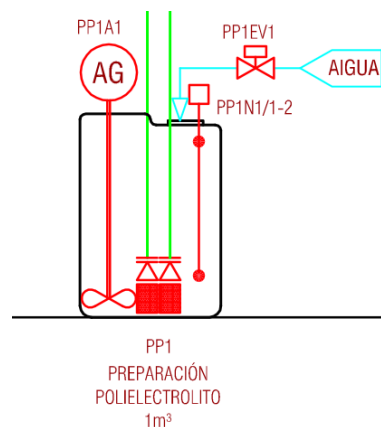 PP1A1
PP1EV1
AG
AIGUA
PP1N1/1-2
PP1
PREPARACIÓN
POLIELECTROLITO
1m³